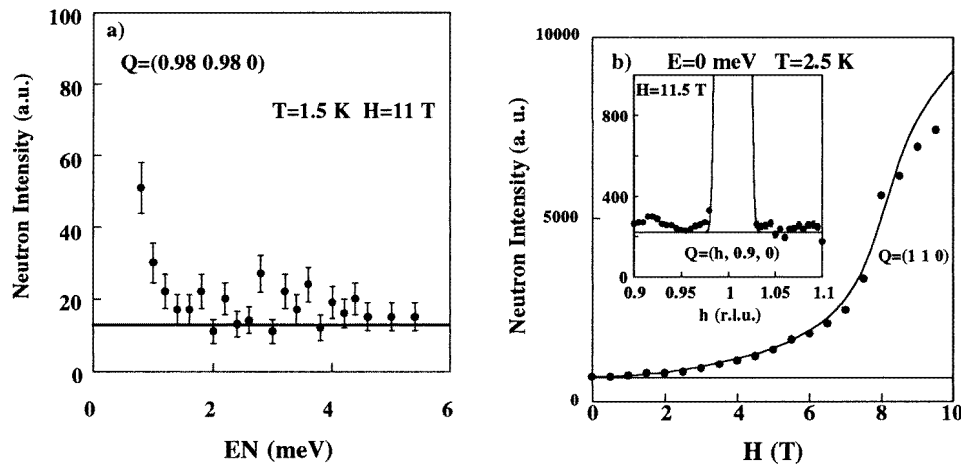 a)
Q=(0.98 0.98 0)
T=1.5 K H=11 T
Neutron Intensity (a.u.)
100
80
60
40
20
0
0 2 4 6
EN (meV)
b) E=0 meV T=2.5 K
H=11.5 T
Neutron Intensity (a. u.)
10000
5000
0000
800
400
0
Q=(h, 0.9, 0)
0.9 0.95 1 1.05 1.1
h (r.l.u.)
Q=(1 1 0)
0 2 4 6 8 10
H (T)